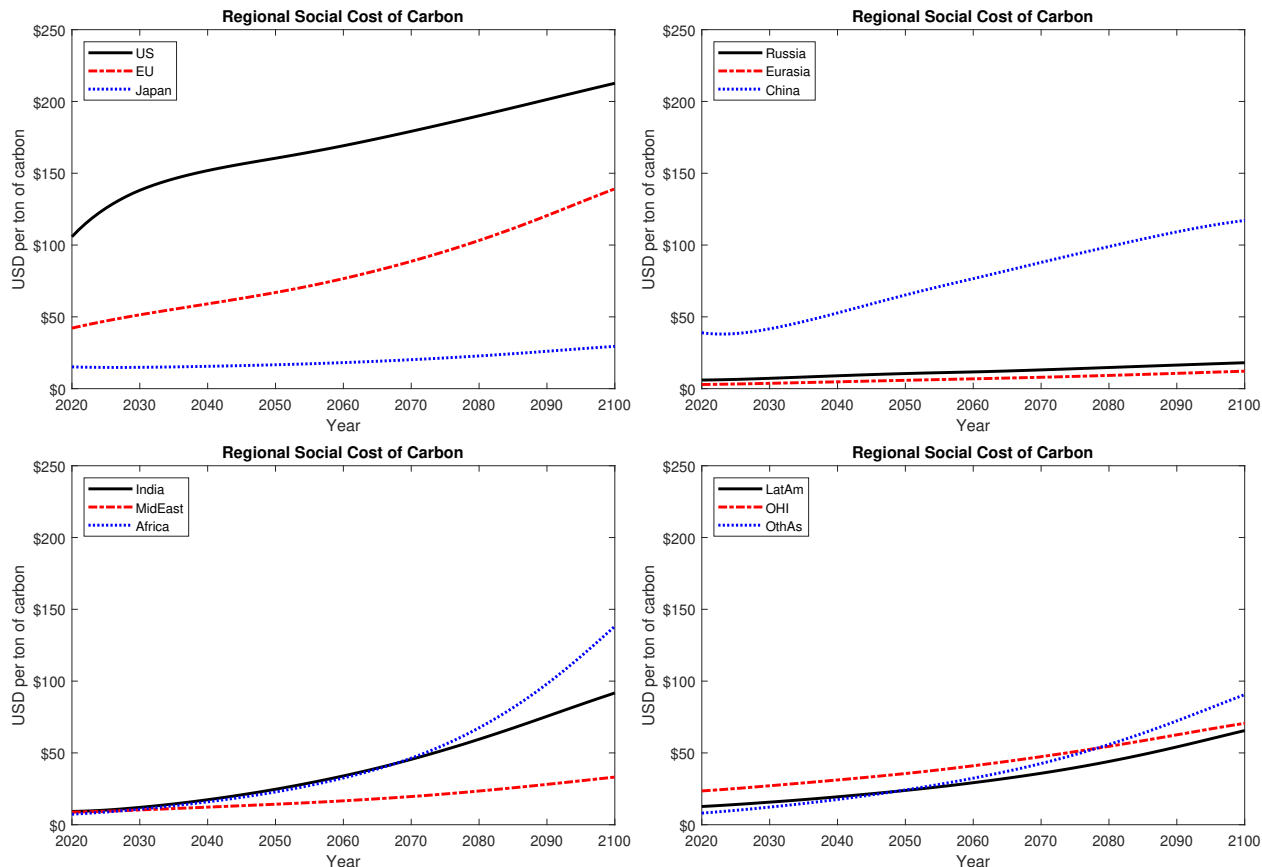 Regional Social Cost of Carbon
$250
$200
$150
$100
$50
$0
USD per ton of carbon
US
EU
Japan
2020 2030 2040 2050 2060 2070 2080 2090 2100
Year
Regional Social Cost of Carbon
$250
$200
$150
$100
$50
$0
USD per ton of carbon
Russia
Eurasia
China
2020 2030 2040 2050 2060 2070 2080 2090 2100
Year
Regional Social Cost of Carbon
$250
$200
$150
$100
$50
$0
USD per ton of carbon
India
MidEast
Africa
2020 2030 2040 2050 2060 2070 2080 2090 2100
Year
Regional Social Cost of Carbon
$250
$200
$150
$100
$50
$0
USD per ton of carbon
LatAm
OHI
OthAs
2020 2030 2040 2050 2060 2070 2080 2090 2100
Year